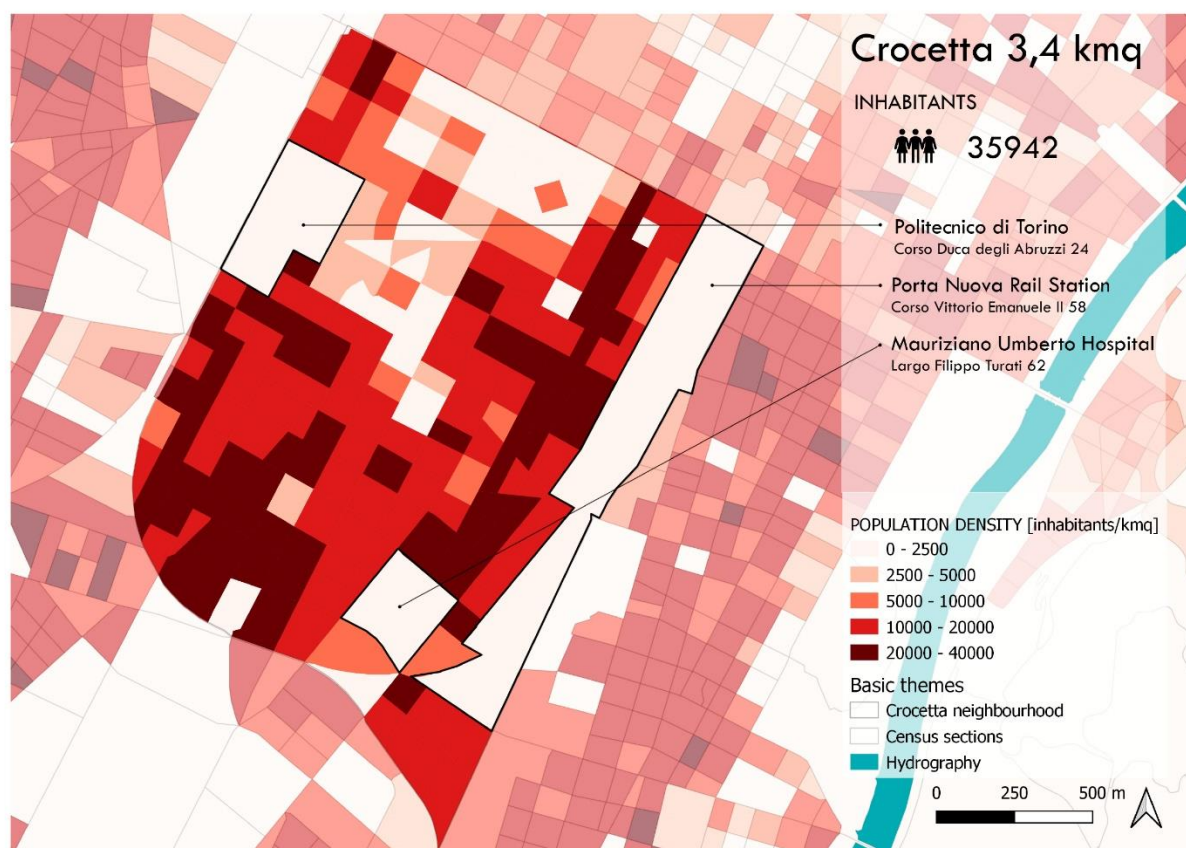 Crocetta 3,4 kmq
INHABITANTS
35942
Politecnico di Torino
Corso Duca degli Abruzzi 24
Porta Nuova Rail Station
Corso Vittorio Emanuele II 58
Mauriziano Umberto Hospital
Largo Filippo Turati 62
POPULATION DENSITY [inhabitants/kmq]
0 - 2500
2500 - 5000
5000 - 10000
10000 - 20000
20000 - 40000
Basic themes
Crocetta neighbourhood
Census sections
Hydrography
0 250 500 m